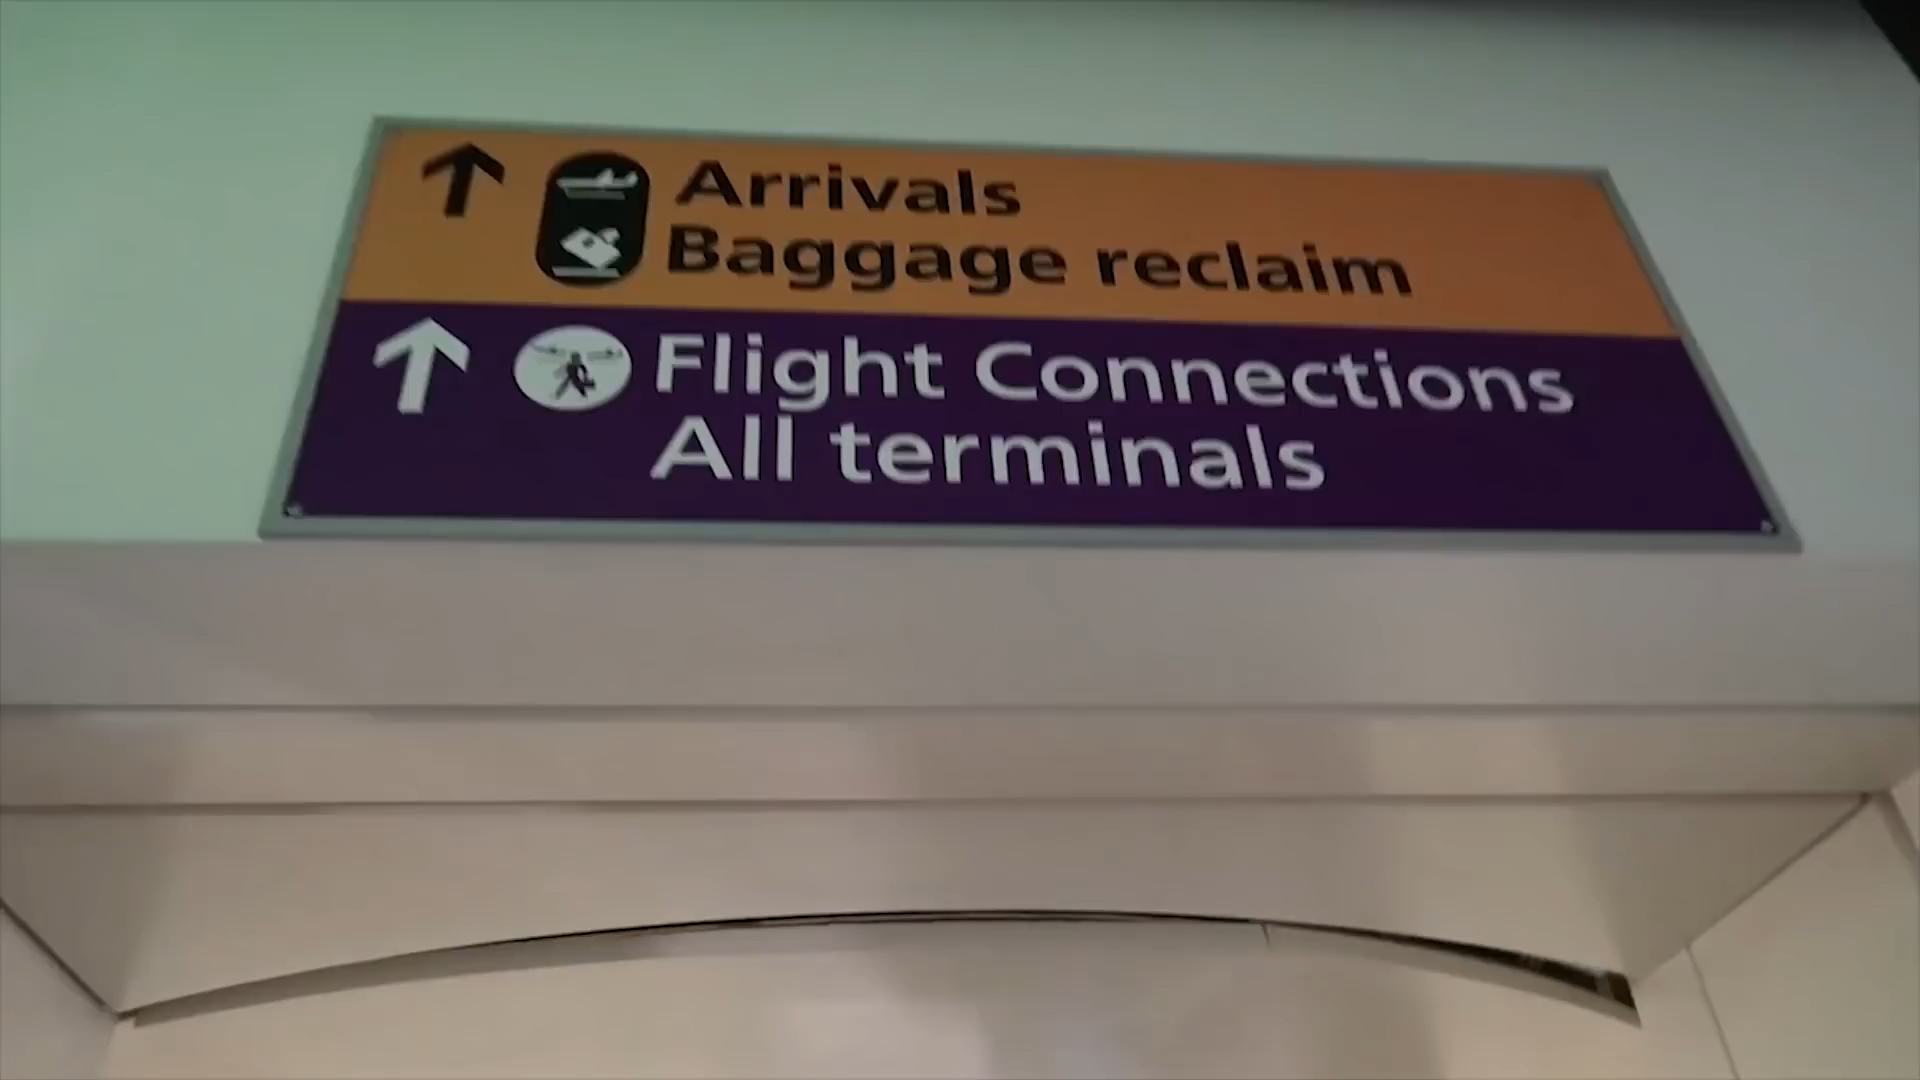 Arrivals
Baggage reclaim
Flight Connections
All terminals